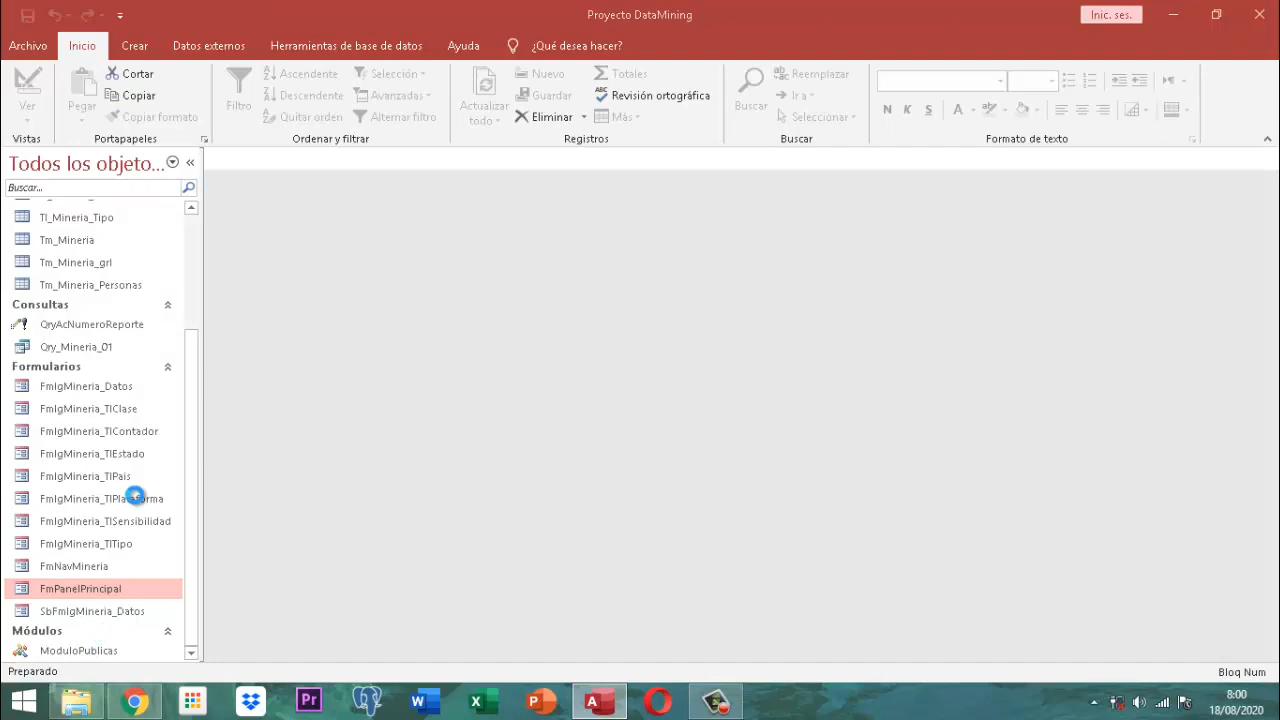 Proyecto DataMining
Inic. ses.
Archivo
Inicio
Crear
Datos externos
Herramientas de base de datos
Ayuda
¿Qué desea hacer?
Ver
Pegar
Cortar
Copiar
Copiar formato
Filtro
Ascendente
Descendente
Quitar orden
Selección
Avanzadas
Actualizar todo
Nuevo
Guardar
Eliminar
Totales
Revisión ortográfica
Más
Buscar
Reemplazar
Ir a
Seleccionar
N K S
Vistas
Portapapeles
Ordenar y filtrar
Registros
Buscar
Formato de texto
Todos los objeto...
Buscar...
Tl_Mineria_Tipo
Tm_Mineria
Tm_Mineria_grl
Tm_Mineria_Personas
Consultas
QryAcNumeroReporte
Qry_Mineria_01
Formularios
FmIgMineria_Datos
FmIgMineria_TlClase
FmIgMineria_TlContador
FmIgMineria_TlEstado
FmIgMineria_TlPais
FmIgMineria_TlSensibilidad
FmIgMineria_TlTipo
FmNavMineria
FmPanelPrincipal
SbFmIgMineria_Datos
Módulos
ModuloPublicas
Preparado
Bloq Num
8:00
18/08/2020